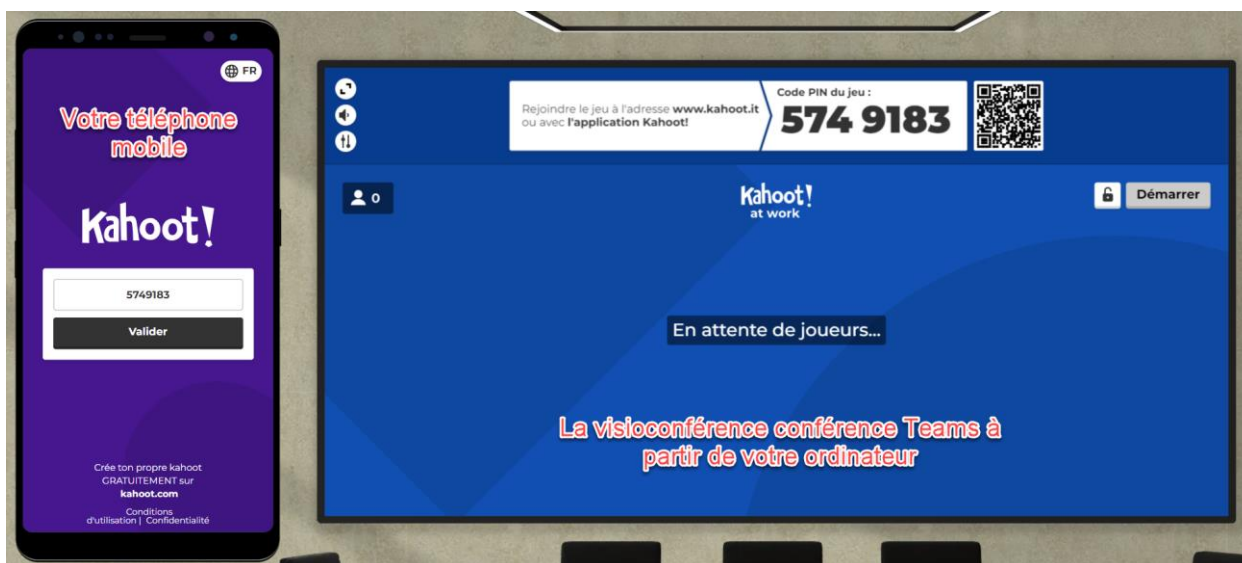 FR
Votre téléphone
mobile
Kahoot!
5749183
Valider
Crée ton propre kahoot
GRATUITEMENT sur
kahoot.com
Conditions
d'utilisation | Confidentialité
Rejoindre le jeu à l'adresse www.kahoot.it
ou avec l'application Kahoot!
Code PIN du jeu :
574 9183
0
Kahoot!
at work
Démarrer
En attente de joueurs...
La visioconférence conférence Teams à
partir de votre ordinateur